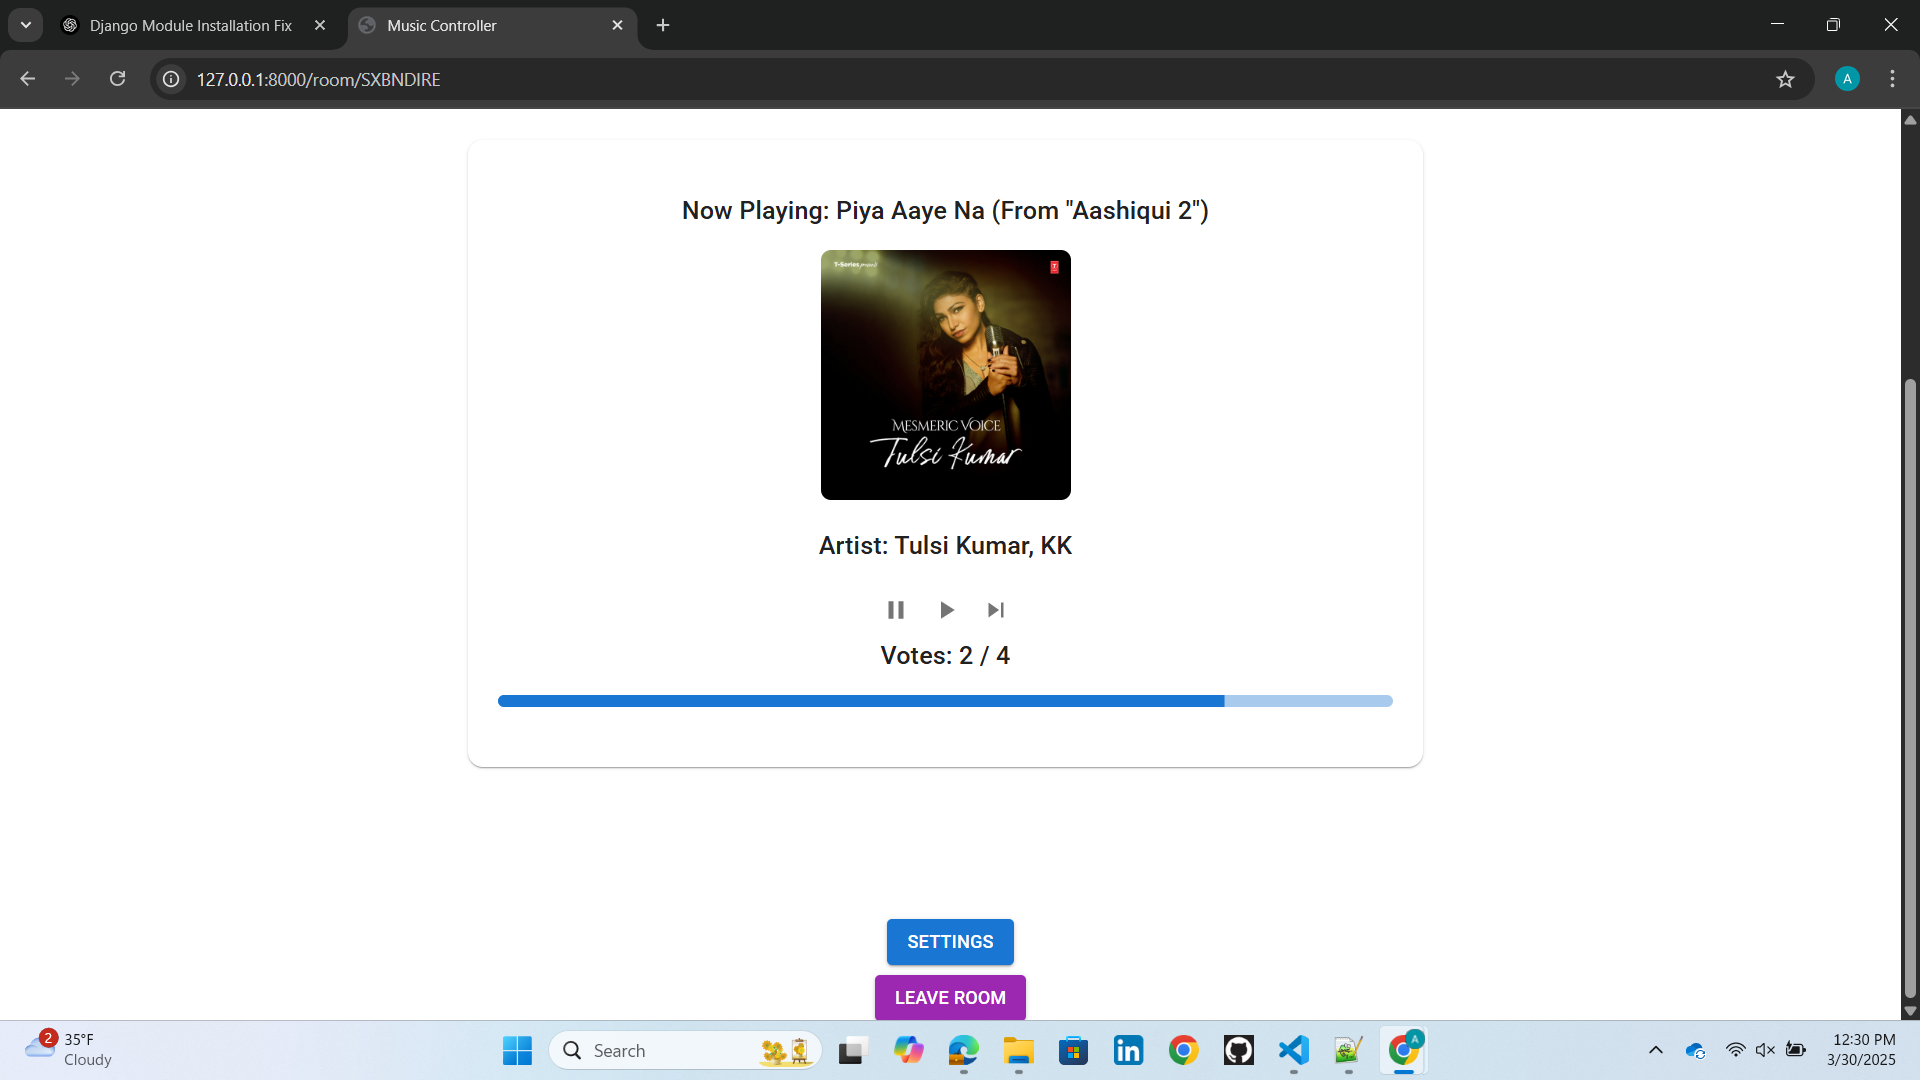 Django Module Installation Fix
Music Controller
127.0.0.1:8000/room/SXBNDIRE
A
Now Playing: Piya Aaye Na (From "Aashiqui 2")
T-Series
T
MESMERIC VOICE
Tulsi Kumar
Artist: Tulsi Kumar, KK
Votes: 2 / 4
SETTINGS
LEAVE ROOM
2
35°F
Cloudy
Search
in
A
12:30 PM
3/30/2025